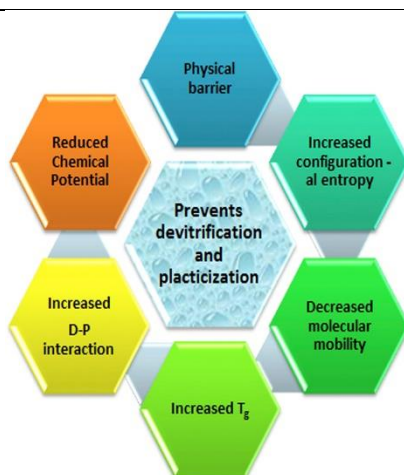 Physical
barrier
Reduced
Chemical
Potential
Increased
configuration -
al entropy
Prevents
devitrification
and
placticization
Increased
D-P
interaction
Decreased
molecular
mobility
Increased Tg